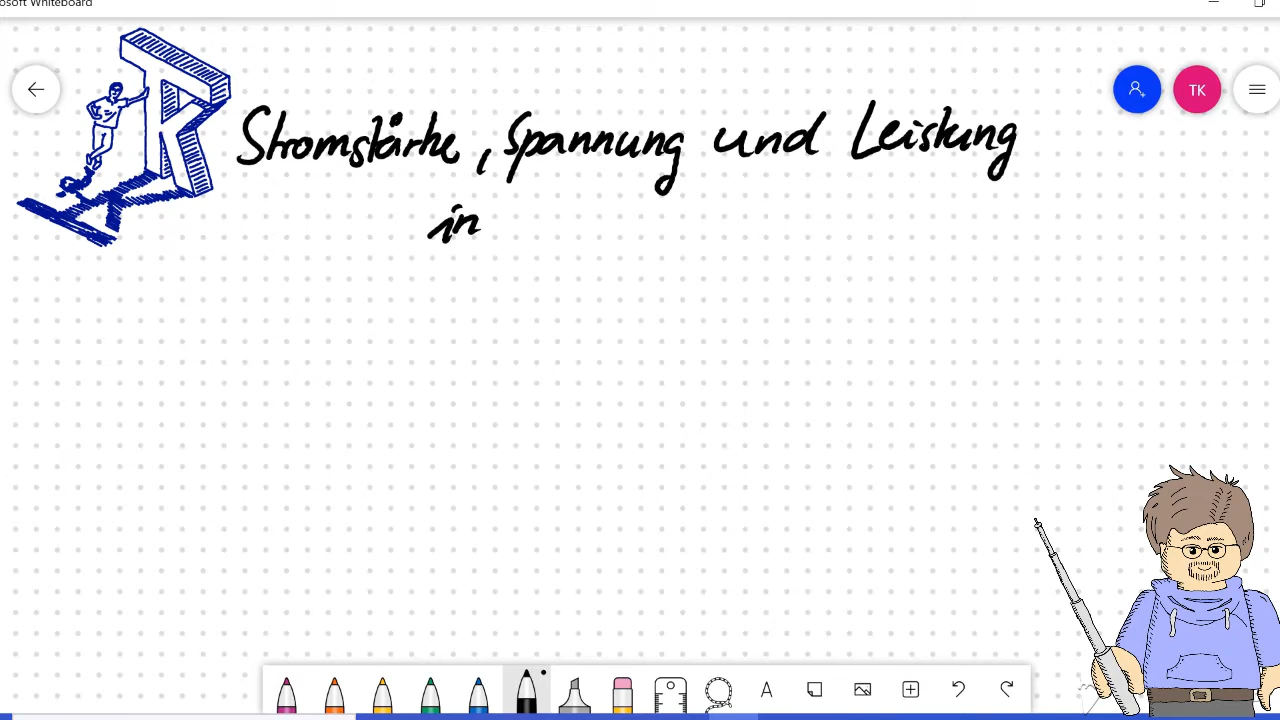 osoft Whiteboard
TK
Stromstärke, Spannung und Leistung
in
A